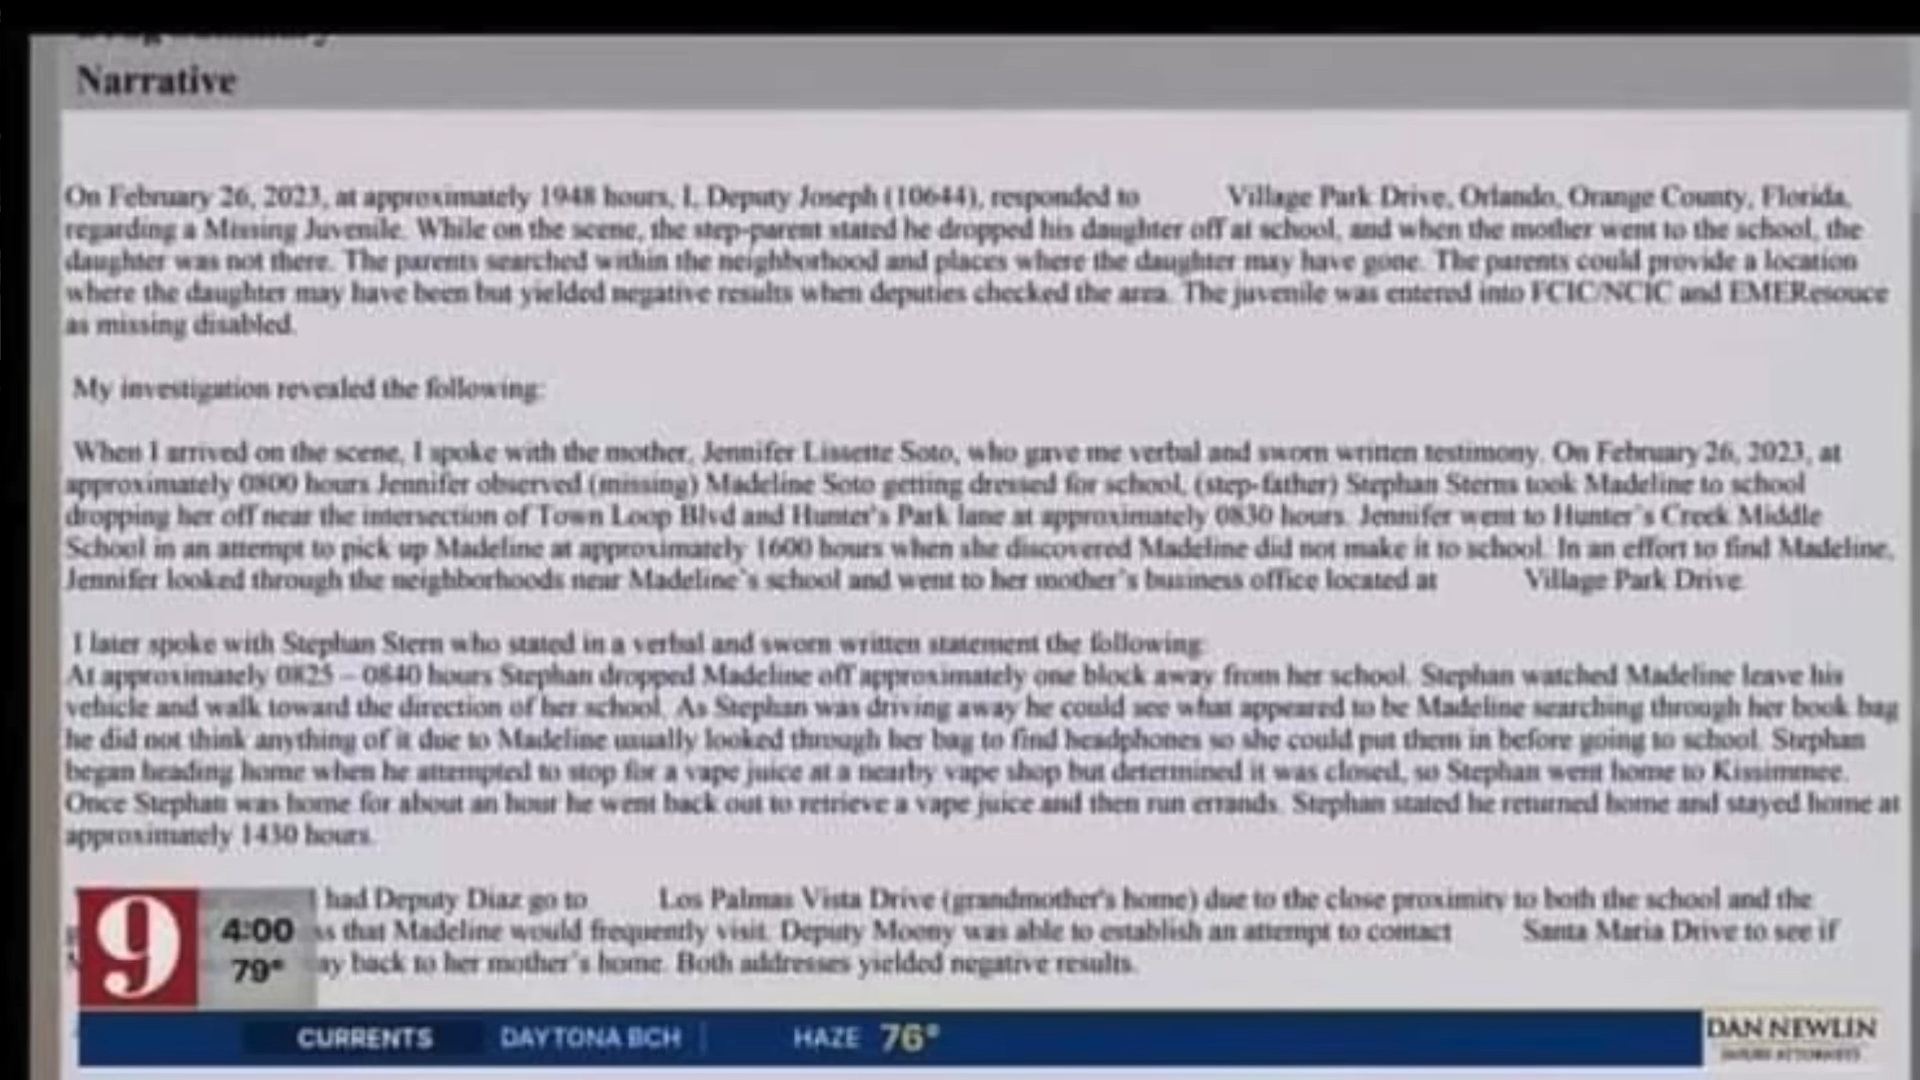 Narrative
On February 26, 2023, at approximately 1948 hours, I, Deputy Joseph (10644), responded to Village Park Drive, Orlando, Orange County, Florida,
regarding a Missing Juvenile. While on the scene, the step-parent stated he dropped his daughter off at school, and when the mother went to the school, the
daughter was not there. The parents searched within the neighborhood and places where the daughter may have gone. The parents could provide a location
where the daughter may have been but yielded negative results when deputies checked the area. The juvenile was entered into FCIC/NCIC and EMEResouce
as missing disabled.
My investigation revealed the following:
When I arrived on the scene, I spoke with the mother, Jennifer Lissette Soto, who gave me verbal and sworn written testimony. On February 26, 2023, at
approximately 0800 hours Jennifer observed (missing) Madeline Soto getting dressed for school, (step-father) Stephan Sterns took Madeline to school
dropping her off near the intersection of Town Loop Blvd and Hunter's Park lane at approximately 0830 hours. Jennifer went to Hunter's Creek Middle
School in an attempt to pick up Madeline at approximately 1600 hours when she discovered Madeline did not make it to school. In an effort to find Madeline,
Jennifer looked through the neighborhoods near Madeline's school and went to her mother's business office located at Village Park Drive.
I later spoke with Stephan Stern who stated in a verbal and sworn written statement the following:
At approximately 0825 – 0840 hours Stephan dropped Madeline off approximately one block away from her school. Stephan watched Madeline leave his
vehicle and walk toward the direction of her school. As Stephan was driving away he could see what appeared to be Madeline searching through her book bag
he did not think anything of it due to Madeline usually looked through her bag to find headphones so she could put them in before going to school. Stephan
began heading home when he attempted to stop for a vape juice at a nearby vape shop but determined it was closed, so Stephan went home to Kissimmee.
Once Stephan was home for about an hour he went back out to retrieve a vape juice and then run errands. Stephan stated he returned home and stayed home at
approximately 1430 hours.
I had Deputy Diaz go to Los Palmas Vista Drive (grandmother's home) due to the close proximity to both the school and the
that Madeline would frequently visit. Deputy Moony was able to establish an attempt to contact Santa Maria Drive to see if
back to her mother's home. Both addresses yielded negative results.
9
4:00
79°
CURRENTS DAYTONA BCH HAZE 76°
DAN NEWLIN
INJURY ATTORNEYS